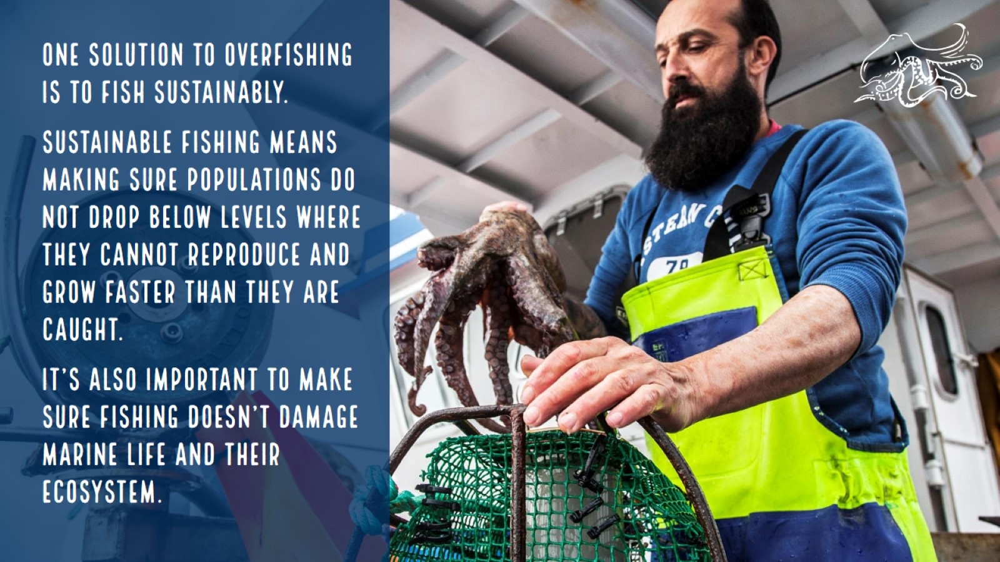 ONE SOLUTION TO OVERFISHING
IS TO FISH SUSTAINABLY.
SUSTAINABLE FISHING MEANS
MAKING SURE POPULATIONS DO
NOT DROP BELOW LEVELS WHERE
THEY CANNOT REPRODUCE AND
GROW FASTER THAN THEY ARE
CAUGHT.
IT'S ALSO IMPORTANT TO MAKE
SURE FISHING DOESN'T DAMAGE
MARINE LIFE AND THEIR
ECOSYSTEM.